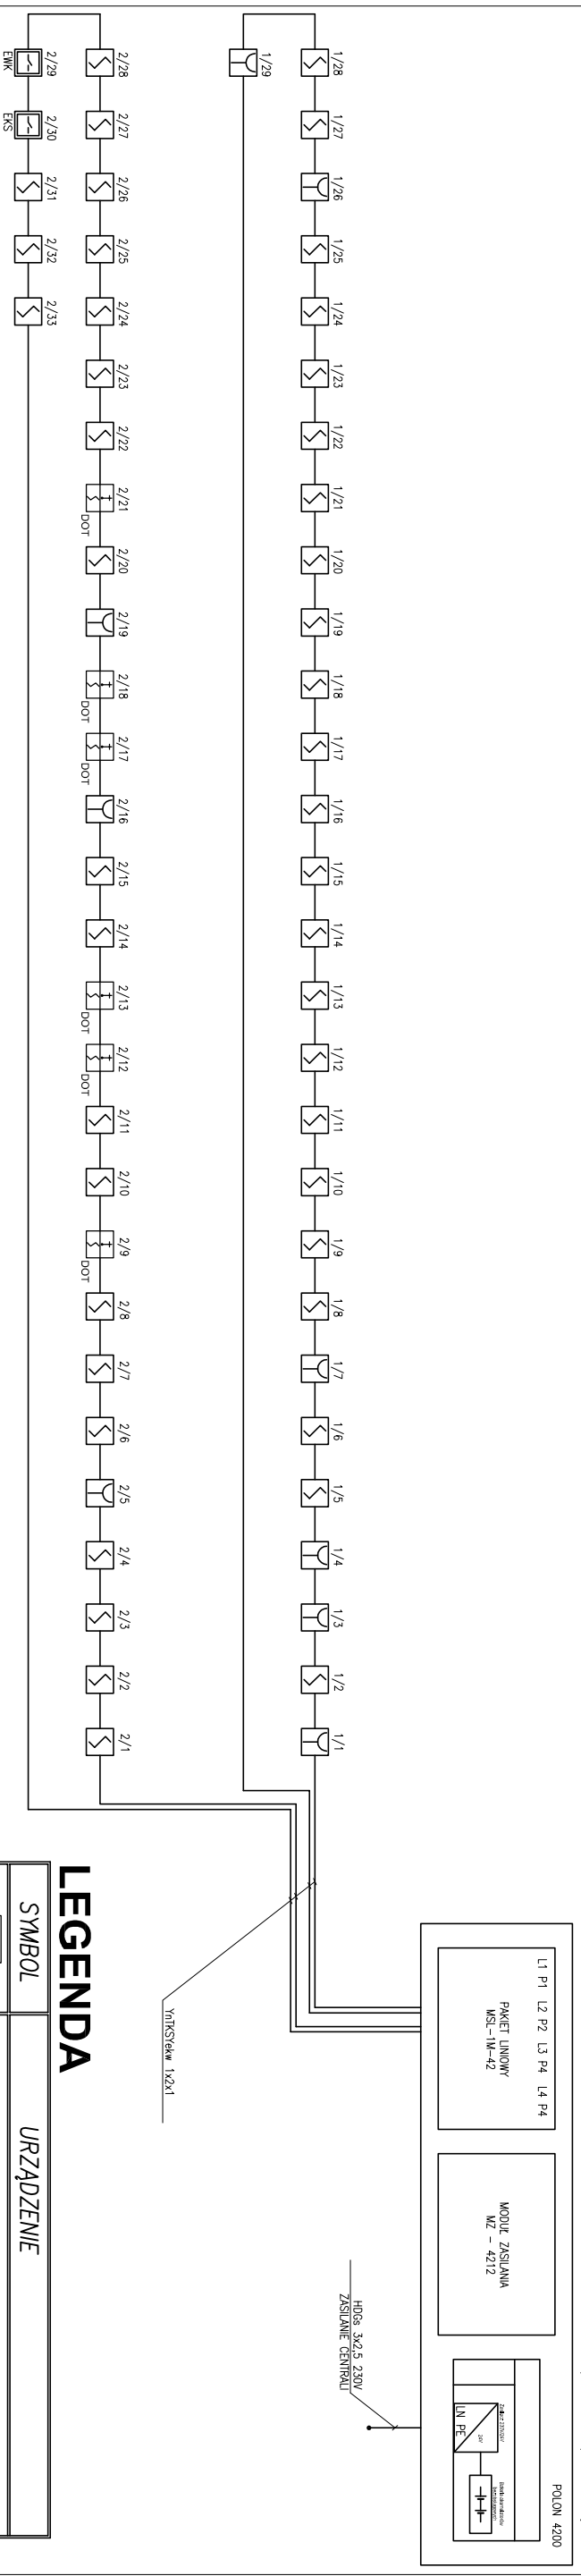 POLON 4200
L1 P1 L2 P2 L3 P4 L4 P4
PAKIET LINIOWY
MSL-1M-42
MODUŁ ZASILANIA
MZ - 4212
24V
LN PE
HDGs 3x2,5 230V
ZASILANIE CENTRALI
1/28 1/27 1/26 1/25 1/24 1/23 1/22 1/21 1/20 1/19 1/18 1/17 1/16 1/15 1/14 1/13 1/12 1/11 1/10 1/9 1/8 1/7 1/6 1/5 1/4 1/3 1/2 1/1
1/29
YnTKSYekw 1x2x1
2/28 2/27 2/26 2/25 2/24 2/23 2/22 2/21 2/20 2/19 2/18 2/17 2/16 2/15 2/14 2/13 2/12 2/11 2/10 2/9 2/8 2/7 2/6 2/5 2/4 2/3 2/2 2/1
DOT DOT DOT DOT DOT DOT
2/29 2/30 2/31 2/32 2/33
EWK EKS
LEGENDA
SYMBOL URZĄDZENIE